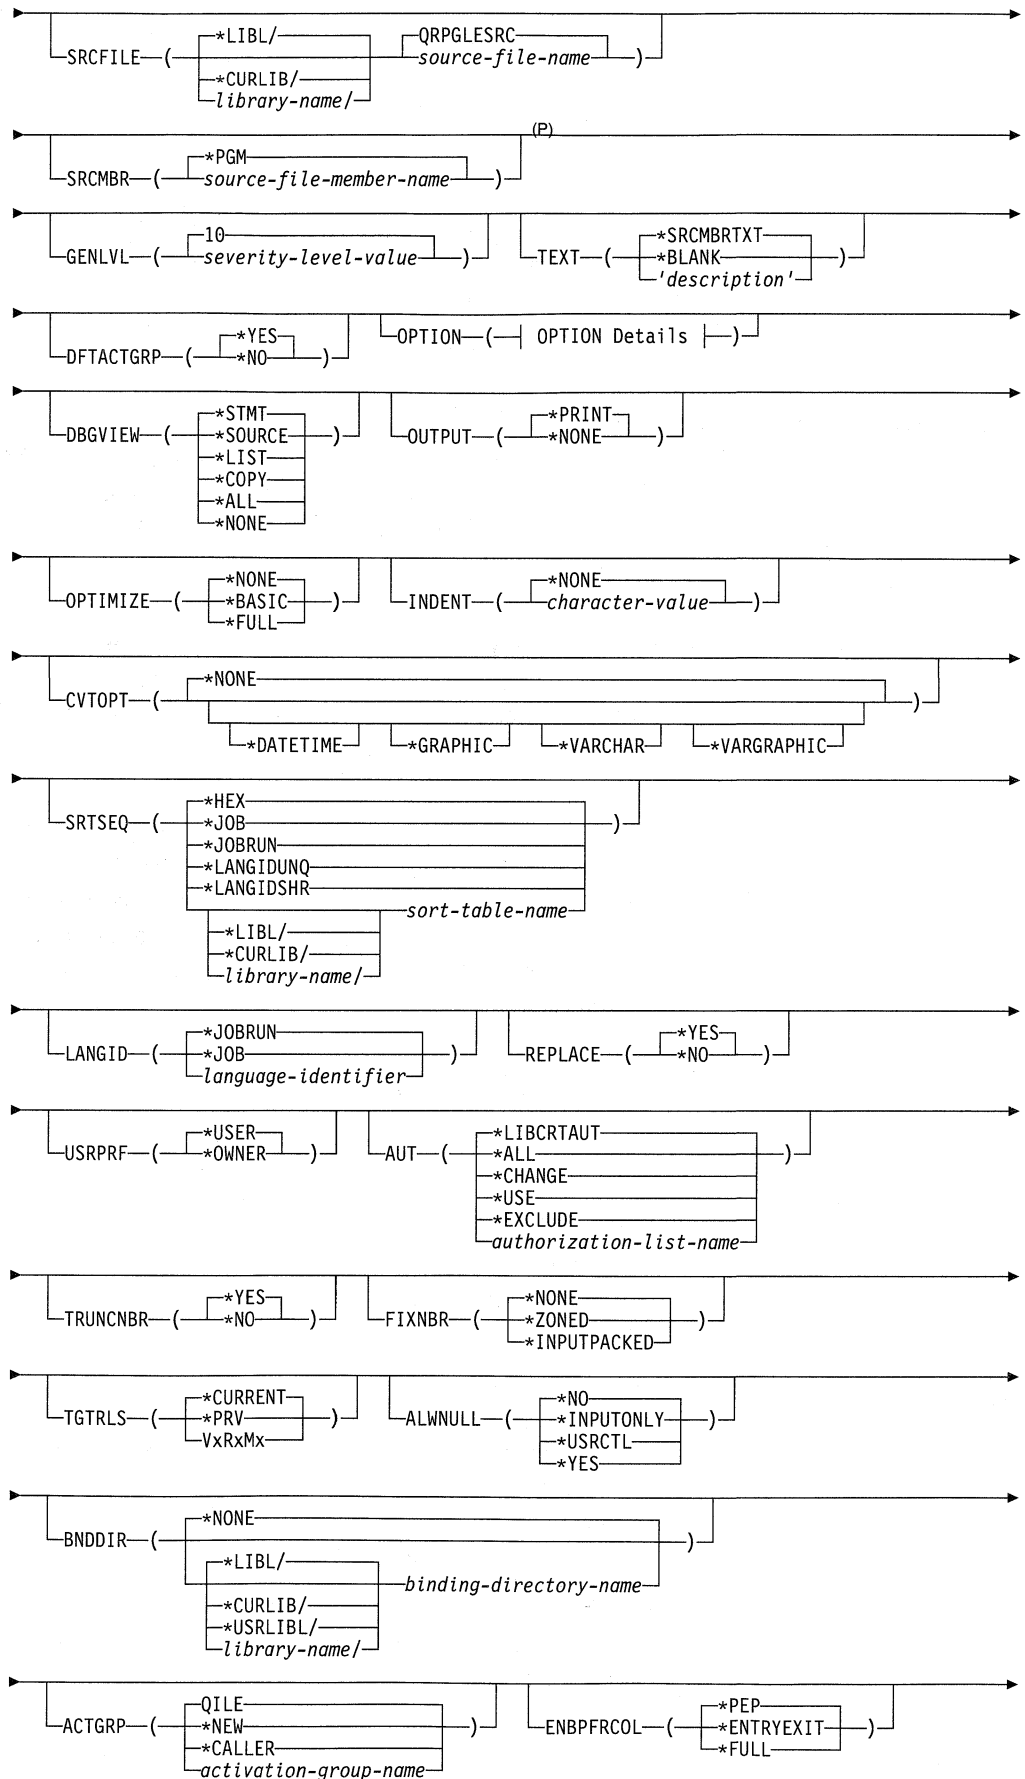 *LIBL/ QRPGLESRC
SRCFILE ( source-file-name )
*CURLIB/
library-name/
(P)
*PGM
SRCMBR ( source-file-member-name )
10 *SRCMBRTXT
GENLVL ( severity-level-value ) TEXT ( *BLANK )
'description'
*YES
DFTACTGRP ( *NO ) OPTION ( OPTION Details )
*STMT *PRINT
DBGVIEW ( *SOURCE ) OUTPUT ( *NONE )
*LIST
*COPY
*ALL
*NONE
*NONE *NONE
OPTIMIZE ( *BASIC ) INDENT ( character-value )
*FULL
*NONE
CVTOPT ( )
*DATETIME *GRAPHIC *VARCHAR *VARGRAPHIC
*HEX
SRTSEQ ( *JOB )
*JOBRUN
*LANGIDUNQ
*LANGIDSHR
sort-table-name
*LIBL/
*CURLIB/
library-name/
*JOBRUN *YES
LANGID ( *JOB ) REPLACE ( *NO )
language-identifier
*USER *LIBCRTAUT
USRPRF ( *OWNER ) AUT ( *ALL )
*CHANGE
*USE
*EXCLUDE
authorization-list-name
*YES *NONE
TRUNCNBR ( *NO ) FIXNBR ( *ZONED )
*INPUTPACKED
*CURRENT *NO
TGTRLS ( *PRV ) ALWNULL ( *INPUTONLY )
VxRxMx *USRCTL
*YES
*NONE
BNDDIR ( )
*LIBL/
binding-directory-name
*CURLIB/
*USRLIBL/
library-name/
QILE *PEP
ACTGRP ( *NEW ) ENBPFRCOL ( *ENTRYEXIT )
*CALLER *FULL
activation-group-name